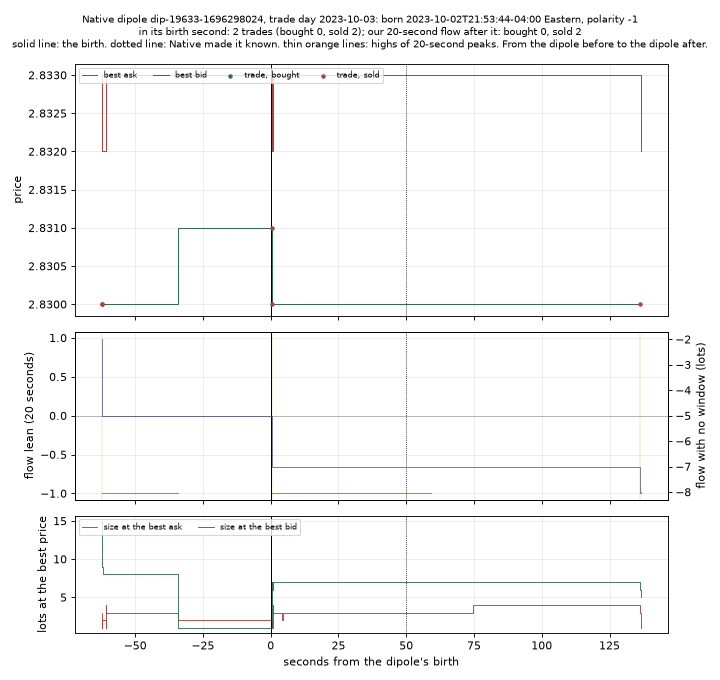 Native dipole dip-19633-1696298024, trade day 2023-10-03: born 2023-10-02T21:53:44-04:00 Eastern, polarity -1
in its birth second: 2 trades (bought 0, sold 2); our 20-second flow after it: bought 0, sold 2
solid line: the birth. dotted line: Native made it known. thin orange lines: highs of 20-second peaks. From the dipole before to the dipole after.
best ask
best bid
trade, bought
trade, sold
2.8330
2.8325
2.8320
2.8315
2.8310
2.8305
2.8300
price
1.0
0.5
0.0
−0.5
−1.0
flow lean (20 seconds)
−2
−3
−4
−5
−6
−7
−8
flow with no window (lots)
size at the best ask
size at the best bid
15
10
5
lots at the best price
−50
−25
0
25
50
75
100
125
seconds from the dipole's birth